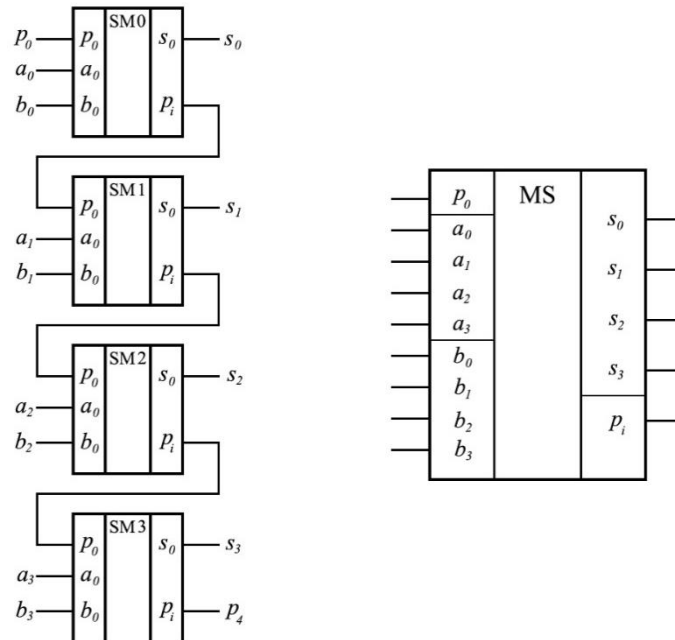 SM0
p₀ p₀ s₀ s₀
a₀ a₀
b₀ b₀ pᵢ
SM1
p₀ s₀ s₁
a₁ a₀
b₁ b₀ pᵢ
SM2
p₀ s₀ s₂
a₂ a₀
b₂ b₀ pᵢ
SM3
p₀ s₀ s₃
a₃ a₀
b₃ b₀ pᵢ p₄
MS
p₀
a₀
a₁
a₂
a₃
b₀
b₁
b₂
b₃
s₀
s₁
s₂
s₃
pᵢ